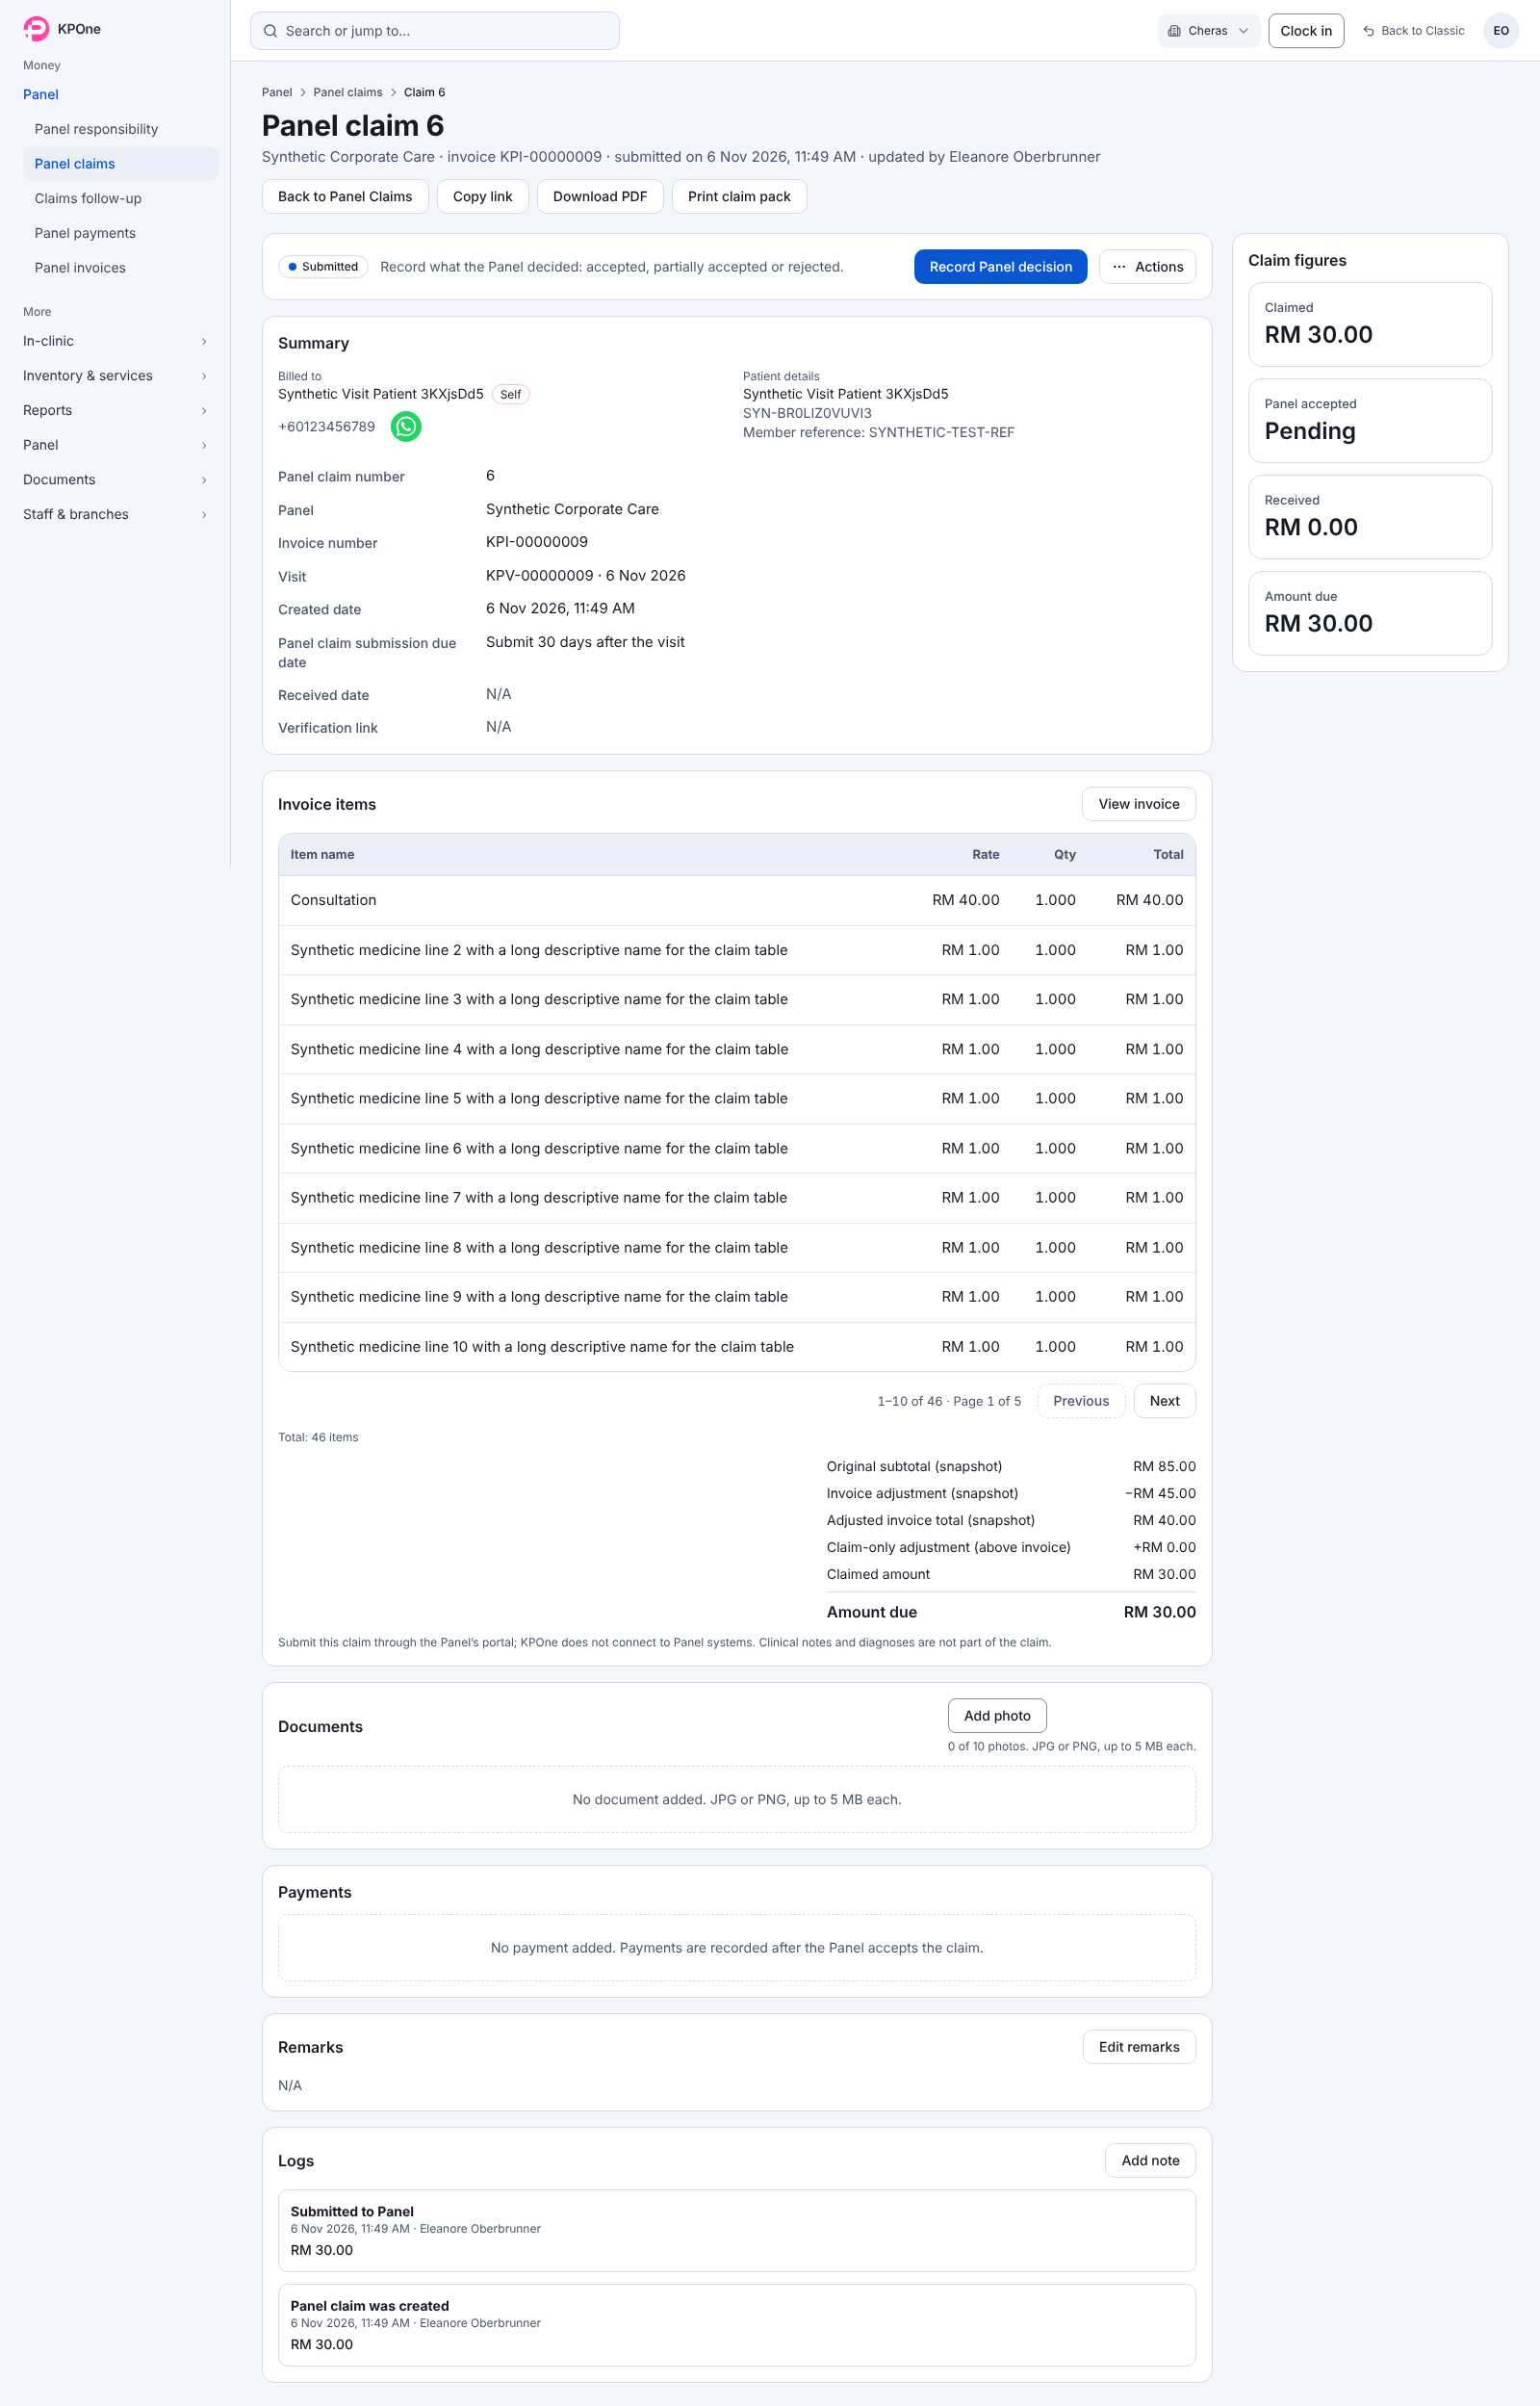 KPOne
Money
Panel
Panel responsibility
Panel claims
Claims follow-up
Panel payments
Panel invoices
More
In-clinic
Inventory & services
Reports
Panel
Documents
Staff & branches
Search or jump to...
Cheras
Clock in
Back to Classic
EO
Panel > Panel claims > Claim 6
Panel claim 6
Synthetic Corporate Care · invoice KPI-00000009 · submitted on 6 Nov 2026, 11:49 AM · updated by Eleanore Oberbrunner
Back to Panel Claims
Copy link
Download PDF
Print claim pack
Submitted
Record what the Panel decided: accepted, partially accepted or rejected.
Record Panel decision
··· Actions
Summary
Billed to
Synthetic Visit Patient 3KXjsDd5 Self
+60123456789
Patient details
Synthetic Visit Patient 3KXjsDd5
SYN-BR0LIZ0VUVI3
Member reference: SYNTHETIC-TEST-REF
Panel claim number 6
Panel Synthetic Corporate Care
Invoice number KPI-00000009
Visit KPV-00000009 · 6 Nov 2026
Created date 6 Nov 2026, 11:49 AM
Panel claim submission due date Submit 30 days after the visit
Received date N/A
Verification link N/A
Claim figures
Claimed
RM 30.00
Panel accepted
Pending
Received
RM 0.00
Amount due
RM 30.00
Invoice items
View invoice
Item name Rate Qty Total
Consultation RM 40.00 1.000 RM 40.00
Synthetic medicine line 2 with a long descriptive name for the claim table RM 1.00 1.000 RM 1.00
Synthetic medicine line 3 with a long descriptive name for the claim table RM 1.00 1.000 RM 1.00
Synthetic medicine line 4 with a long descriptive name for the claim table RM 1.00 1.000 RM 1.00
Synthetic medicine line 5 with a long descriptive name for the claim table RM 1.00 1.000 RM 1.00
Synthetic medicine line 6 with a long descriptive name for the claim table RM 1.00 1.000 RM 1.00
Synthetic medicine line 7 with a long descriptive name for the claim table RM 1.00 1.000 RM 1.00
Synthetic medicine line 8 with a long descriptive name for the claim table RM 1.00 1.000 RM 1.00
Synthetic medicine line 9 with a long descriptive name for the claim table RM 1.00 1.000 RM 1.00
Synthetic medicine line 10 with a long descriptive name for the claim table RM 1.00 1.000 RM 1.00
1–10 of 46 · Page 1 of 5
Previous
Next
Total: 46 items
Original subtotal (snapshot) RM 85.00
Invoice adjustment (snapshot) −RM 45.00
Adjusted invoice total (snapshot) RM 40.00
Claim-only adjustment (above invoice) +RM 0.00
Claimed amount RM 30.00
Amount due RM 30.00
Submit this claim through the Panel’s portal; KPOne does not connect to Panel systems. Clinical notes and diagnoses are not part of the claim.
Documents
Add photo
0 of 10 photos. JPG or PNG, up to 5 MB each.
No document added. JPG or PNG, up to 5 MB each.
Payments
No payment added. Payments are recorded after the Panel accepts the claim.
Remarks
Edit remarks
N/A
Logs
Add note
Submitted to Panel
6 Nov 2026, 11:49 AM · Eleanore Oberbrunner
RM 30.00
Panel claim was created
6 Nov 2026, 11:49 AM · Eleanore Oberbrunner
RM 30.00